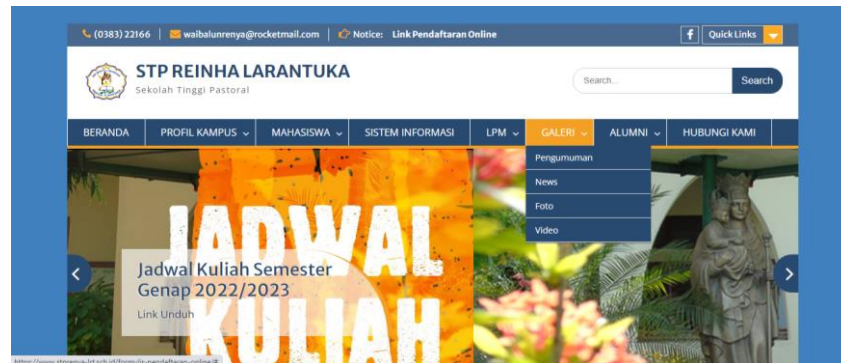 (0383) 22166 waibalunrenya@rocketmail.com Notice: Link Pendaftaran Online Quick Links
STP REINHA LARANTUKA
Sekolah Tinggi Pastoral
Search... Search
BERANDA PROFIL KAMPUS MAHASISWA SISTEM INFORMASI LPM GALERI ALUMNI HUBUNGI KAMI
Pengumuman
News
Foto
Video
JADWAL
KULIAH
Jadwal Kuliah Semester
Genap 2022/2023
Link Unduh